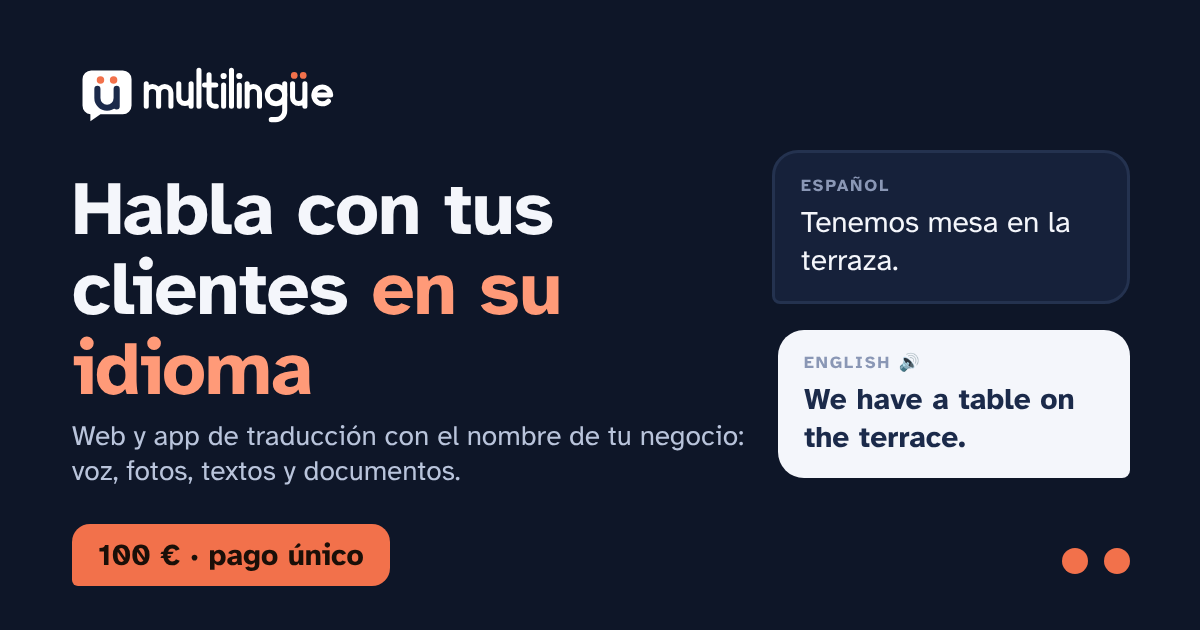 ü multilingüe
Habla con tus
clientes en su
idioma
Web y app de traducción con el nombre de tu negocio:
voz, fotos, textos y documentos.
100 € · pago único
ESPAÑOL
Tenemos mesa en la
terraza.
ENGLISH 🔊
We have a table on
the terrace.